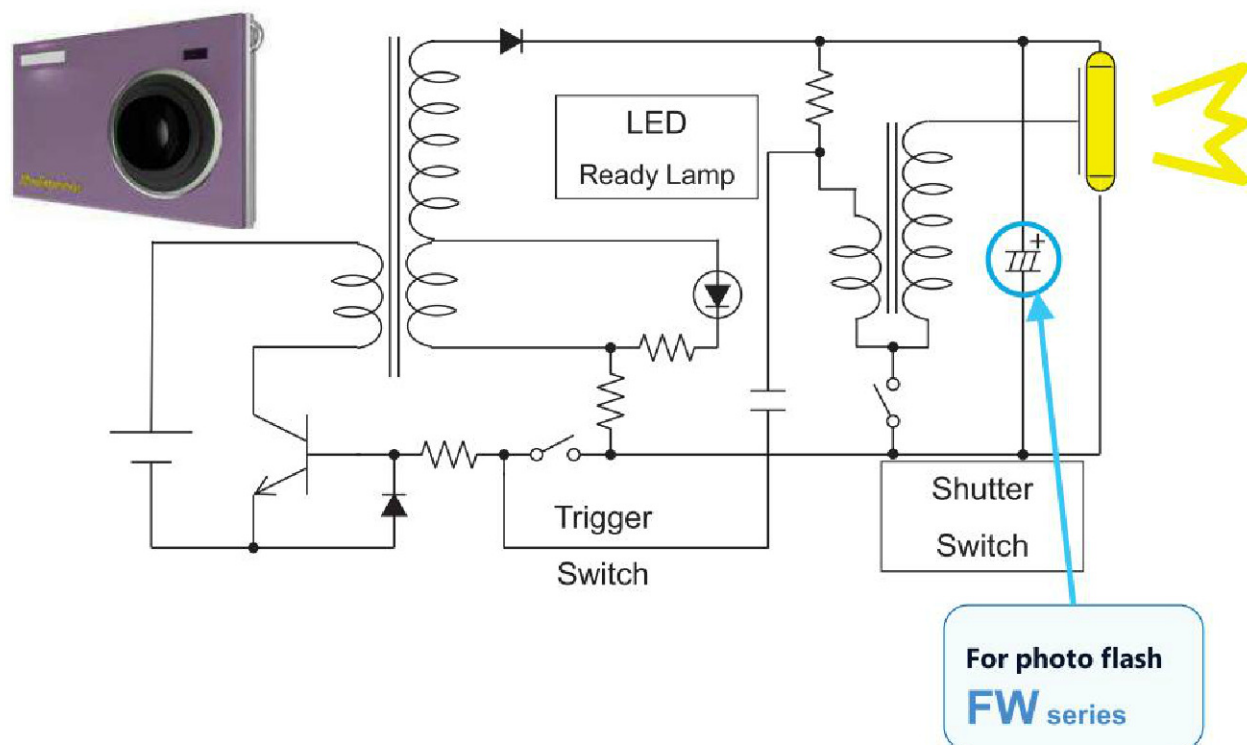 LED
Ready Lamp
+
Trigger
Switch
Shutter
Switch
For photo flash
FW series